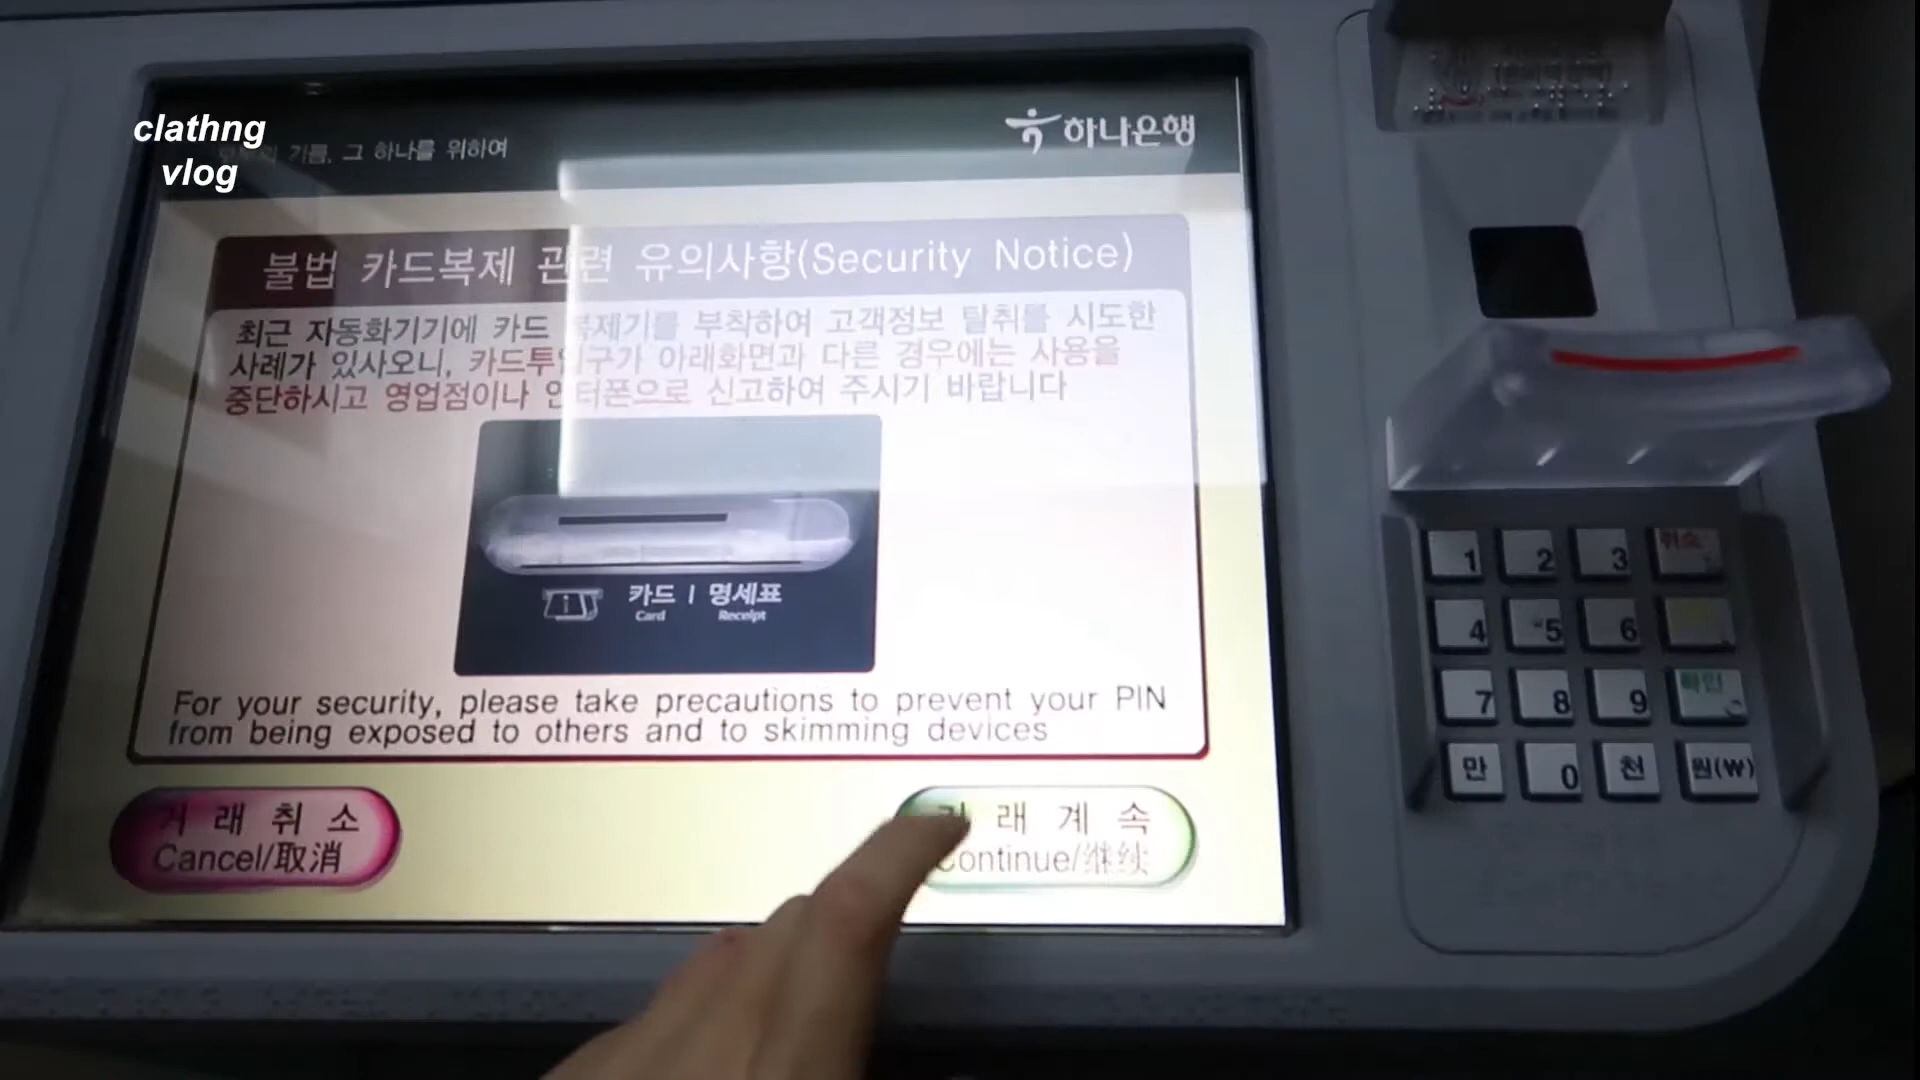 clathng
vlog
기쁨, 그 하나를 위하여
하나은행
불법 카드복제 관련 유의사항(Security Notice)
최근 자동화기기에 카드 복제기를 부착하여 고객정보 탈취를 시도한
사례가 있사오니, 카드투입구가 아래화면과 다른 경우에는 사용을
중단하시고 영업점이나 인터폰으로 신고하여 주시기 바랍니다
카드 | 명세표
Card Receipt
For your security, please take precautions to prevent your PIN
from being exposed to others and to skimming devices
거래취소
Cancel/取消
래계속
Continue/继续
1 2 3 취소
4 5 6
7 8 9 확인
만 0 천 원(₩)